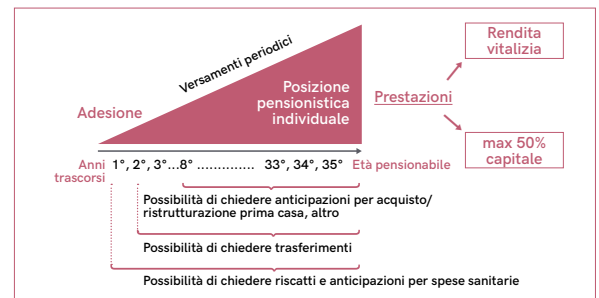 Versamenti periodici
Adesione
Posizione
pensionistica
individuale
Prestazioni
Rendita
vitalizia
max 50%
capitale
Anni
trascorsi
1°, 2°, 3°...8° ............. 33°, 34°, 35°
Età pensionabile
Possibilità di chiedere anticipazioni per acquisto/
ristrutturazione prima casa, altro
Possibilità di chiedere trasferimenti
Possibilità di chiedere riscatti e anticipazioni per spese sanitarie